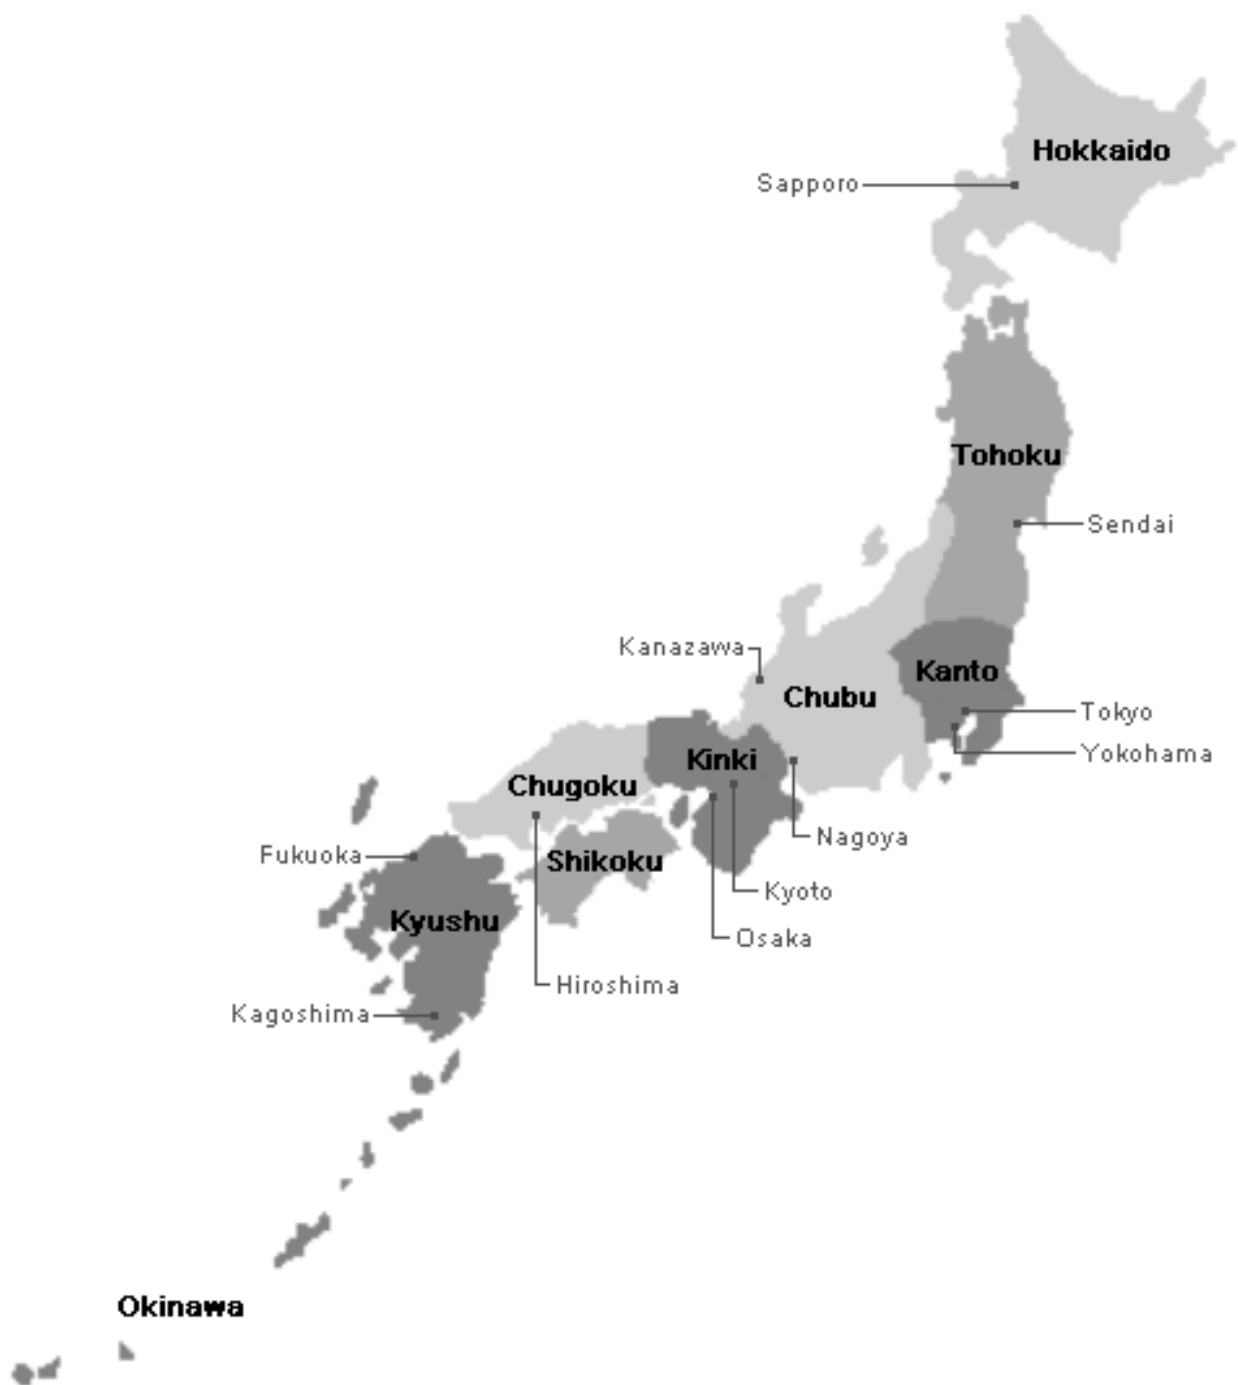 Hokkaido
Sapporo
Tohoku
Sendai
Kanazawa
Kanto
Chubu
Tokyo
Yokohama
Kinki
Chugoku
Nagoya
Fukuoka
Shikoku
Kyoto
Kyushu
Osaka
Hiroshima
Kagoshima
Okinawa